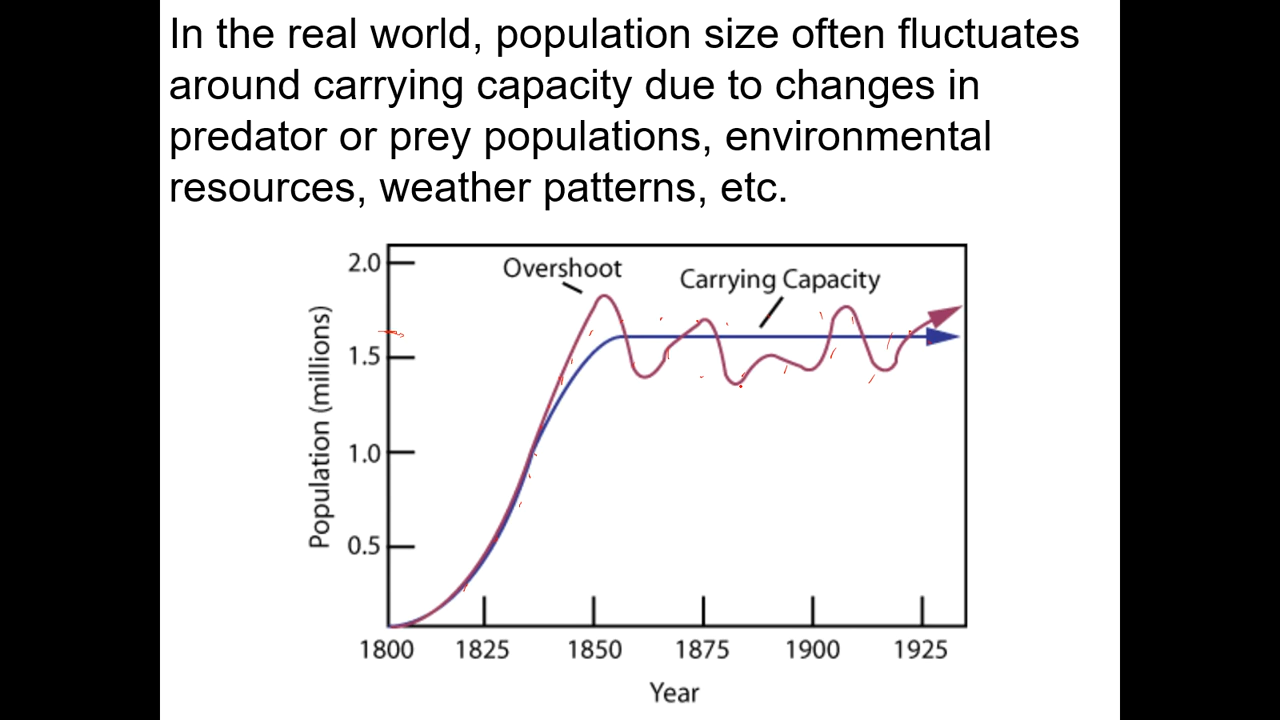 In the real world, population size often fluctuates
around carrying capacity due to changes in
predator or prey populations, environmental
resources, weather patterns, etc.
Overshoot
Carrying Capacity
Population (millions)
2.0
1.5
1.0
0.5
1800 1825 1850 1875 1900 1925
Year